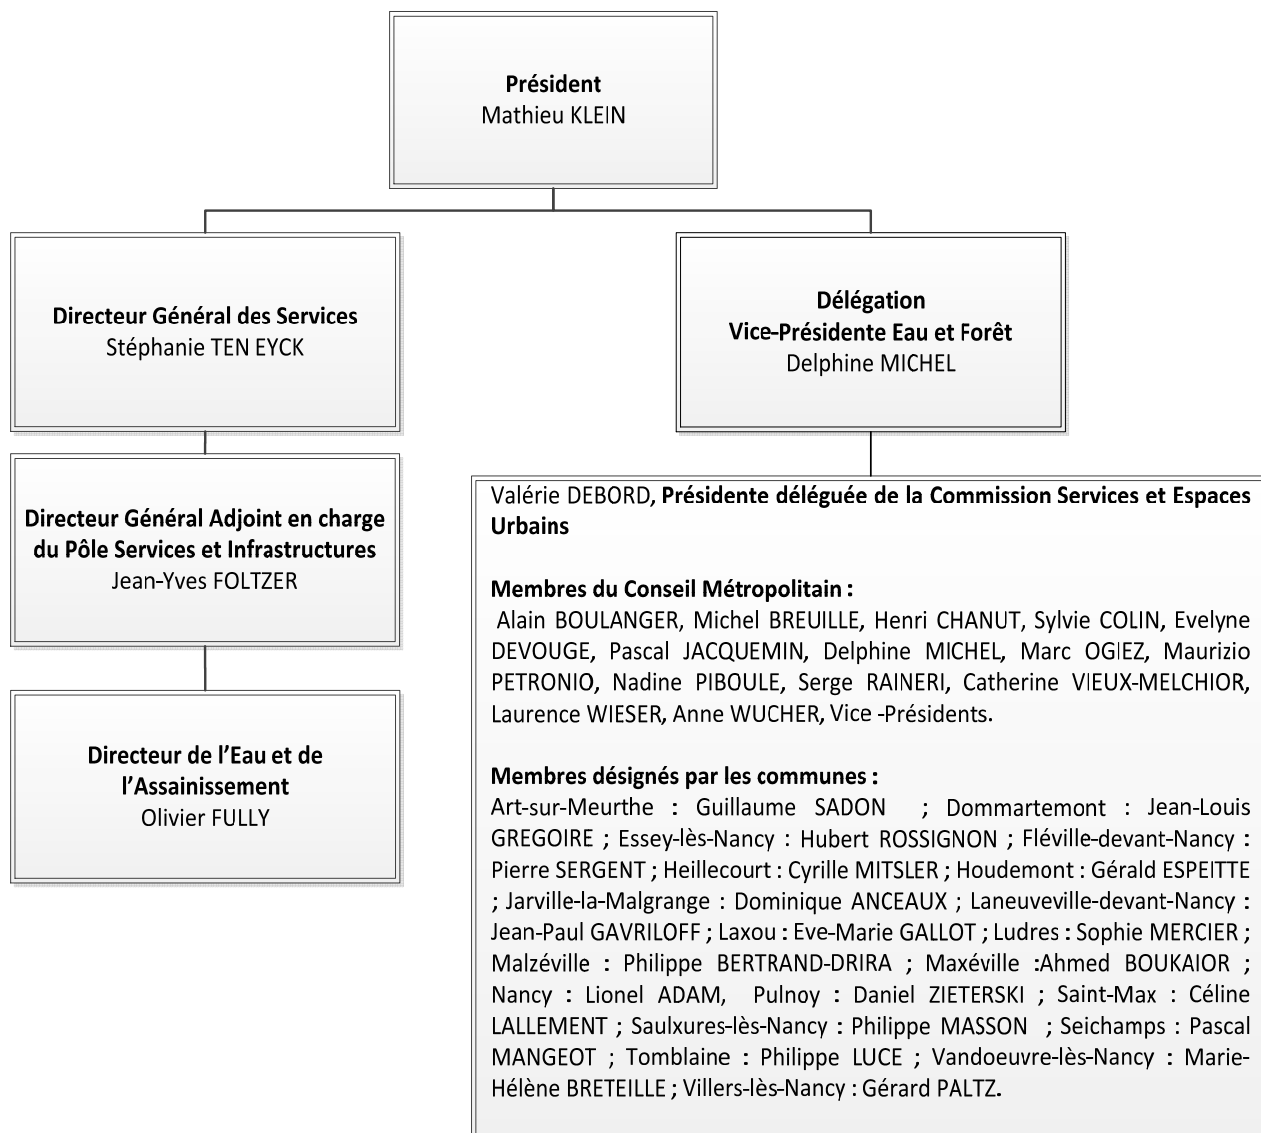 Président
Mathieu KLEIN
Directeur Général des Services
Stéphanie TEN EYCK
Directeur Général Adjoint en charge
du Pôle Services et Infrastructures
Jean-Yves FOLTZER
Directeur de l’Eau et de
l’Assainissement
Olivier FULLY
Délégation
Vice-Présidente Eau et Forêt
Delphine MICHEL
Valérie DEBORD, Présidente déléguée de la Commission Services et Espaces
Urbains
Membres du Conseil Métropolitain :
Alain BOULANGER, Michel BREUILLE, Henri CHANUT, Sylvie COLIN, Evelyne
DEVOUGE, Pascal JACQUEMIN, Delphine MICHEL, Marc OGIEZ, Maurizio
PETRONIO, Nadine PIBOULE, Serge RAINERI, Catherine VIEUX-MELCHIOR,
Laurence WIESER, Anne WUCHER, Vice -Présidents.
Membres désignés par les communes :
Art-sur-Meurthe : Guillaume SADON ; Dommartemont : Jean-Louis
GREGOIRE ; Essey-lès-Nancy : Hubert ROSSIGNON ; Fléville-devant-Nancy :
Pierre SERGENT ; Heillecourt : Cyrille MITSLER ; Houdemont : Gérald ESPEITTE
; Jarville-la-Malgrange : Dominique ANCEAUX ; Laneuveville-devant-Nancy :
Jean-Paul GAVRILOFF ; Laxou : Eve-Marie GALLOT ; Ludres : Sophie MERCIER ;
Malzéville : Philippe BERTRAND-DRIRA ; Maxéville :Ahmed BOUKAIOR ;
Nancy : Lionel ADAM, Pulnoy : Daniel ZIETERSKI ; Saint-Max : Céline
LALLEMENT ; Saulxures-lès-Nancy : Philippe MASSON ; Seichamps : Pascal
MANGEOT ; Tomblaine : Philippe LUCE ; Vandoeuvre-lès-Nancy : Marie-
Hélène BRETEILLE ; Villers-lès-Nancy : Gérard PALTZ.